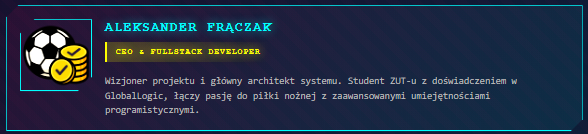 ALEKSANDER FRĄCZAK
CEO & FULLSTACK DEVELOPER
Wizjoner projektu i główny architekt systemu. Student ZUT-u z doświadczeniem w
GlobalLogic, łączy pasję do piłki nożnej z zaawansowanymi umiejętnościami
programistycznymi.